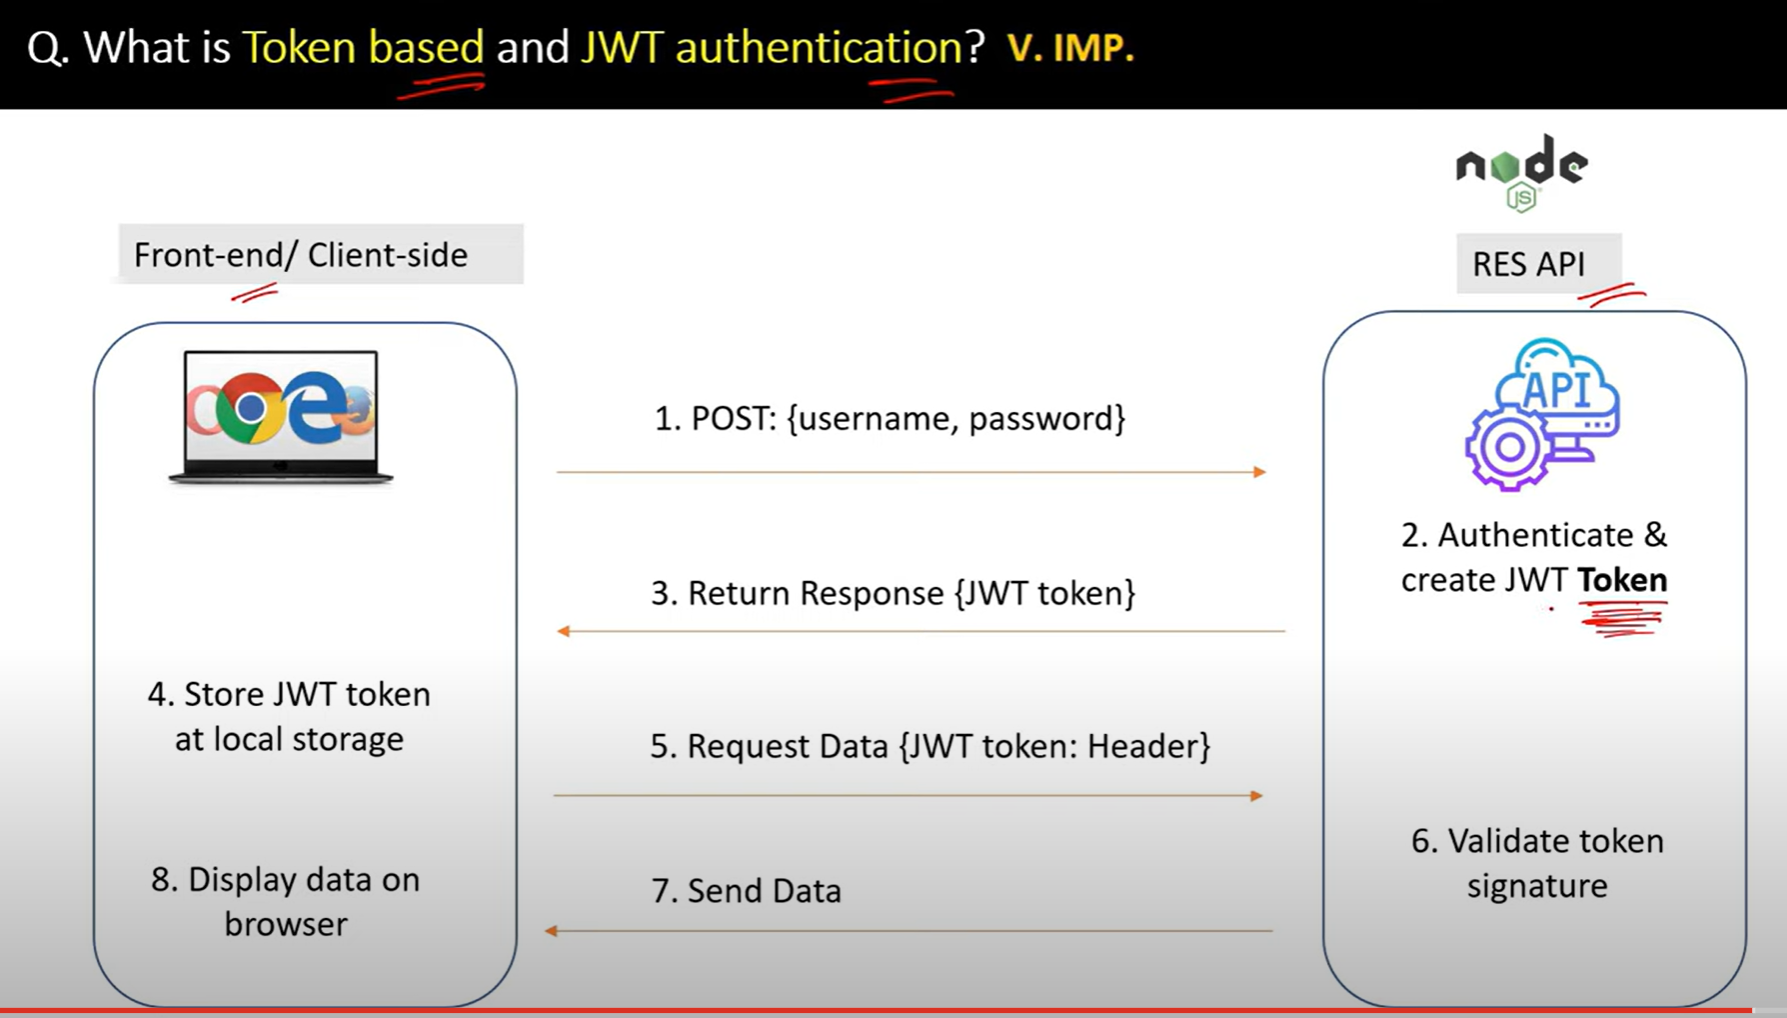 Q. What is Token based and JWT authentication? V. IMP.
node
JS
Front-end/ Client-side
RES API
API
1. POST: {username, password}
2. Authenticate &
create JWT Token
3. Return Response {JWT token}
4. Store JWT token
at local storage
5. Request Data {JWT token: Header}
6. Validate token
signature
7. Send Data
8. Display data on
browser